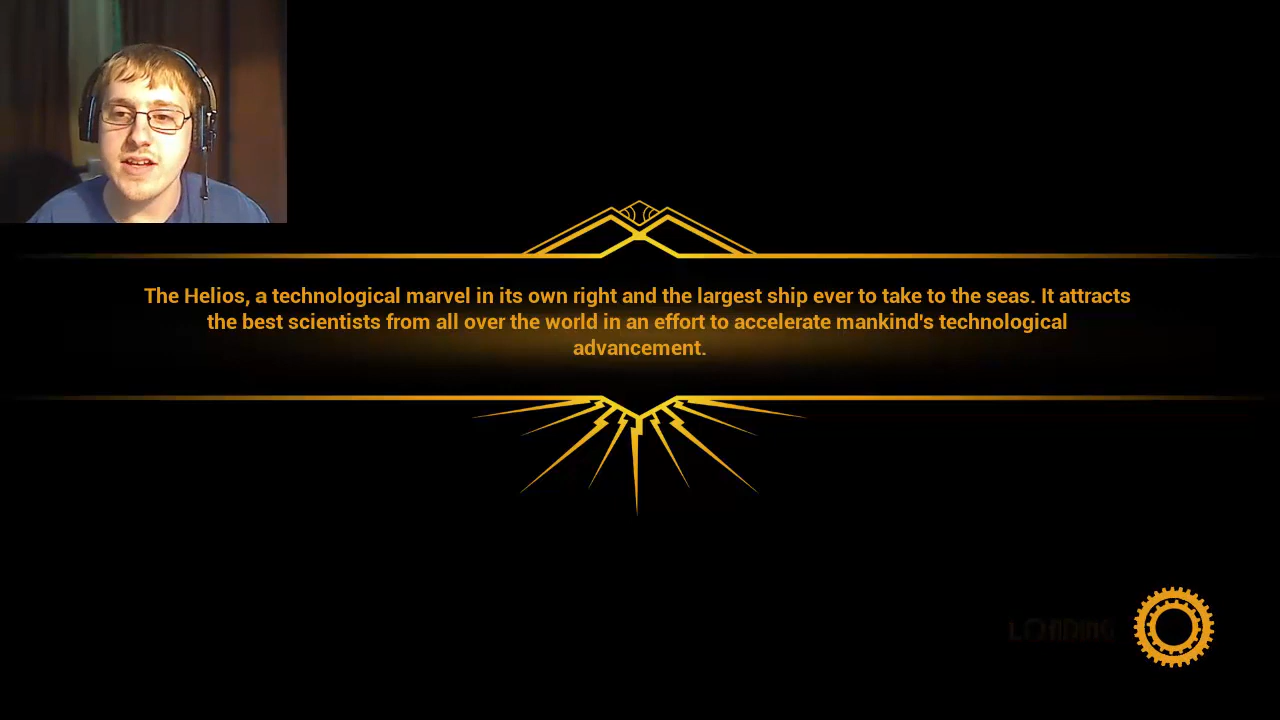 The Helios, a technological marvel in its own right and the largest ship ever to take to the seas. It attracts
the best scientists from all over the world in an effort to accelerate mankind's technological
advancement.
LOADING